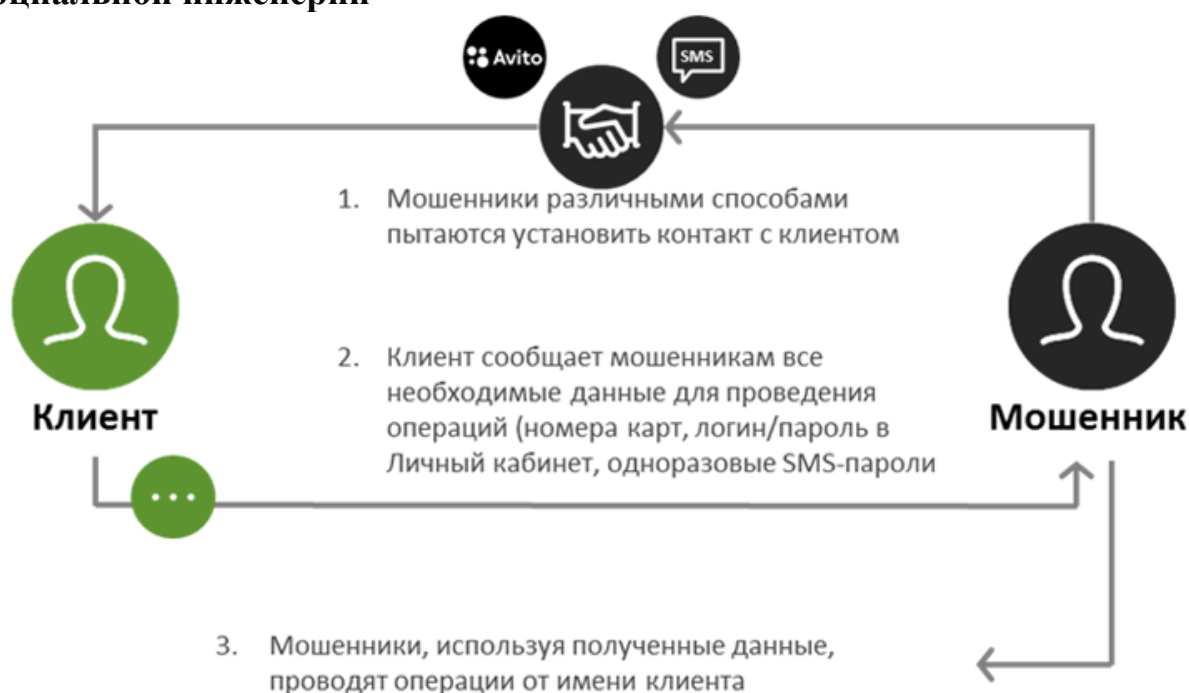 социальной инженерии
Avito
SMS
1. Мошенники различными способами
пытаются установить контакт с клиентом
2. Клиент сообщает мошенникам все
необходимые данные для проведения
операций (номера карт, логин/пароль в
Личный кабинет, одноразовые SMS-пароли
Клиент
Мошенник
3. Мошенники, используя полученные данные,
проводят операции от имени клиента